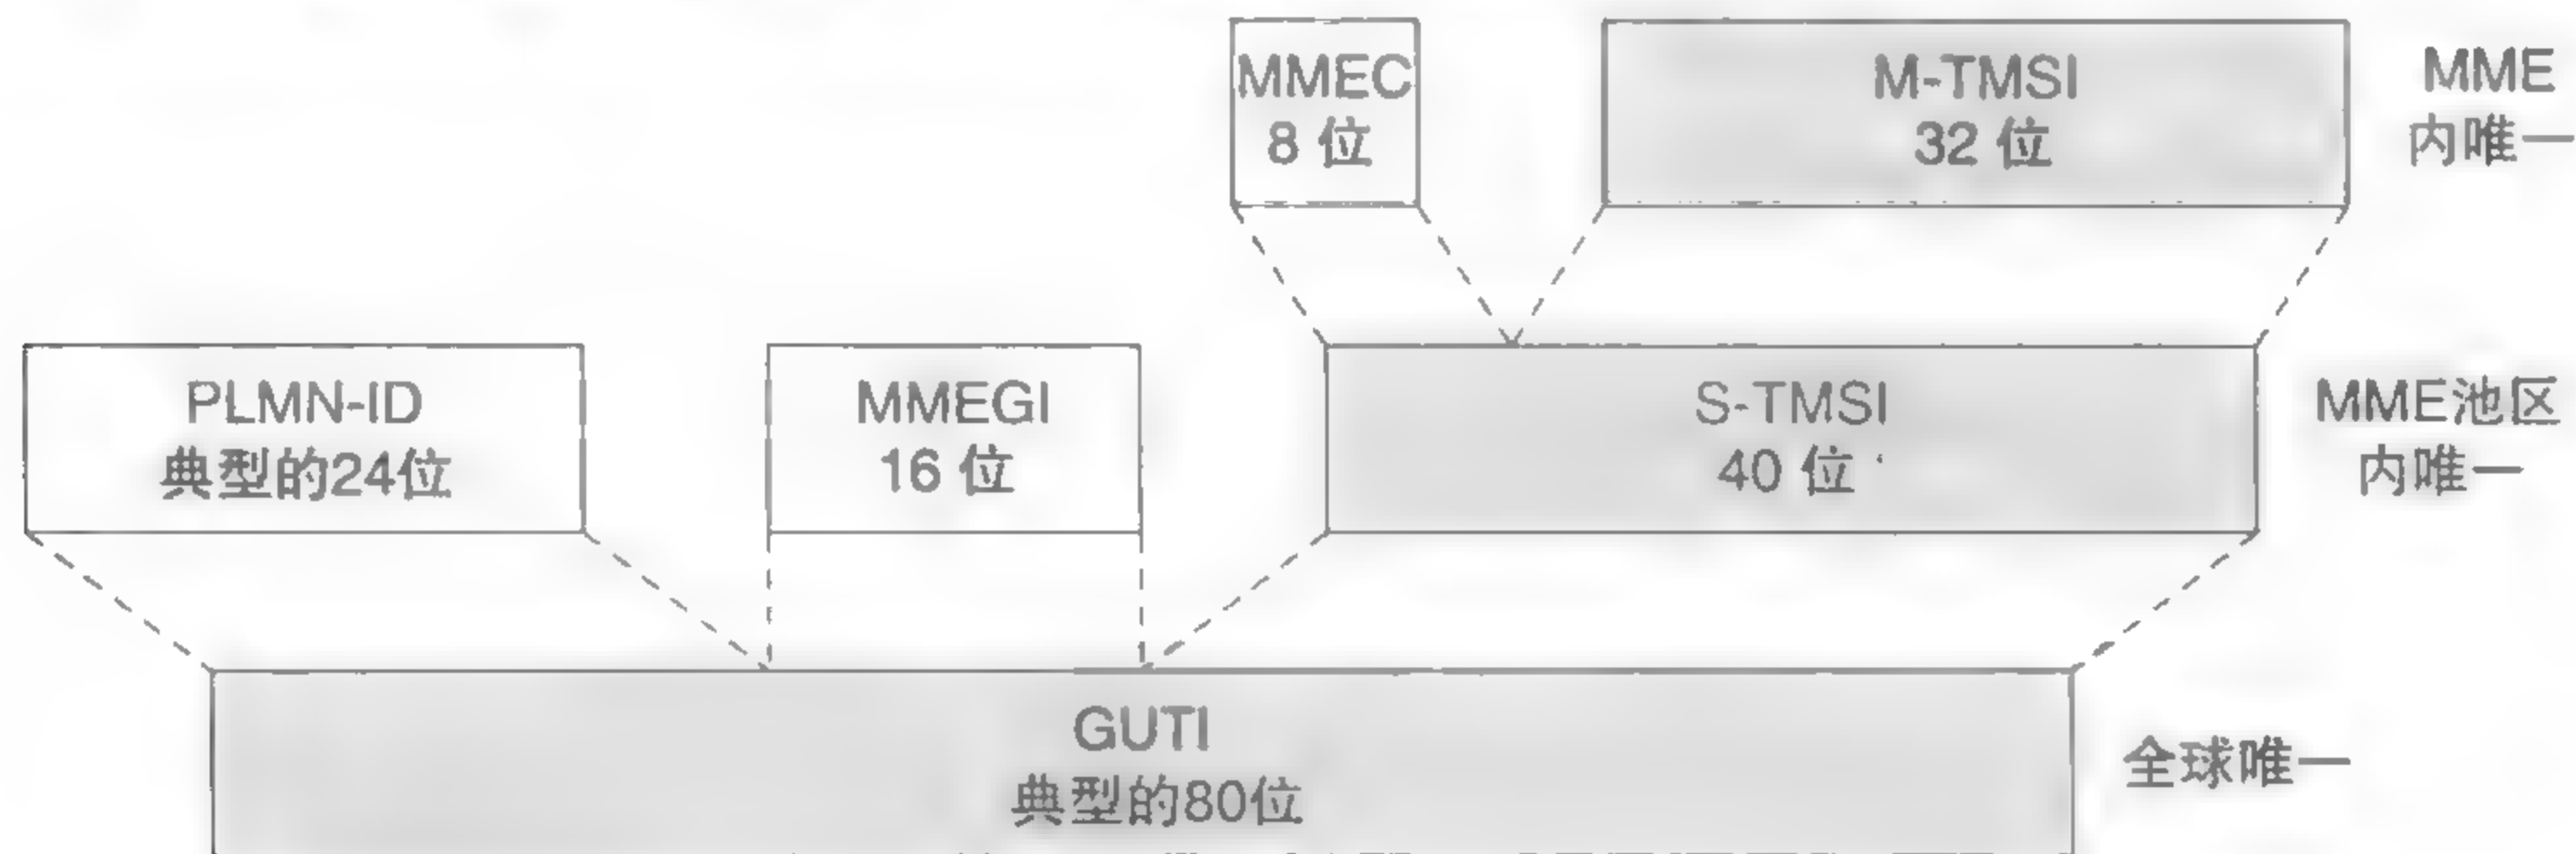 MMEC
8 位
M-TMSI
32 位
MME
内唯一
PLMN-ID
典型的24位
MMEGI
16 位
S-TMSI
40 位
MME池区
内唯一
GUTI
典型的80位
全球唯一